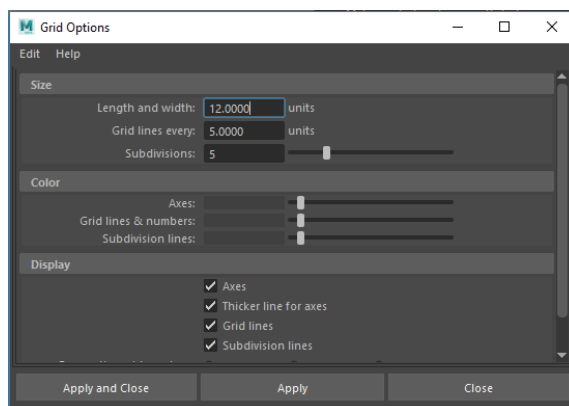 Grid Options
Edit Help
Size
Length and width: 12.0000 units
Grid lines every: 5.0000 units
Subdivisions: 5
Color
Axes:
Grid lines & numbers:
Subdivision lines:
Display
Axes
Thicker line for axes
Grid lines
Subdivision lines
Apply and Close Apply Close